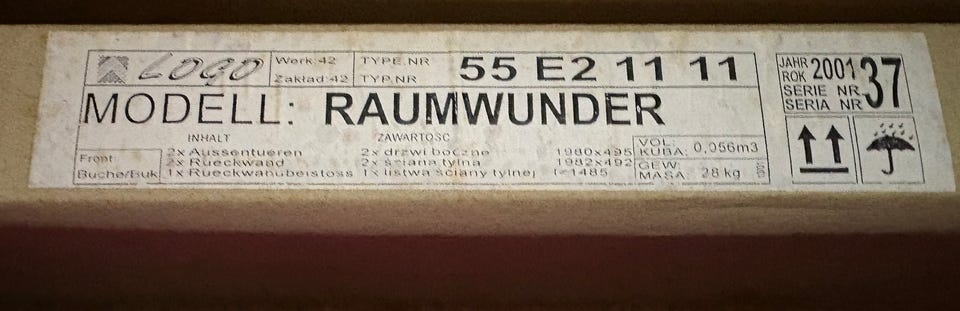 LOGO
Werk:42
Zakład:42
TYPE.NR
TYP.NR
55 E2 11 11
MODELL: RAUMWUNDER
INHALT ZAWARTOSC
Front:
Buche/Buk
2x Aussentueren 2x drzwi boczne 1980x495
2x Rueckwand 2x sciana tylna 1982x492
1x Rueckwanübeistoss 1x listwa sciany tylnej l=1485
VOL:
KUBA: 0,056m3
GEW:
MASA: 28 kg
JAHR
ROK 2001
SERIE NR
SERIA NR 37